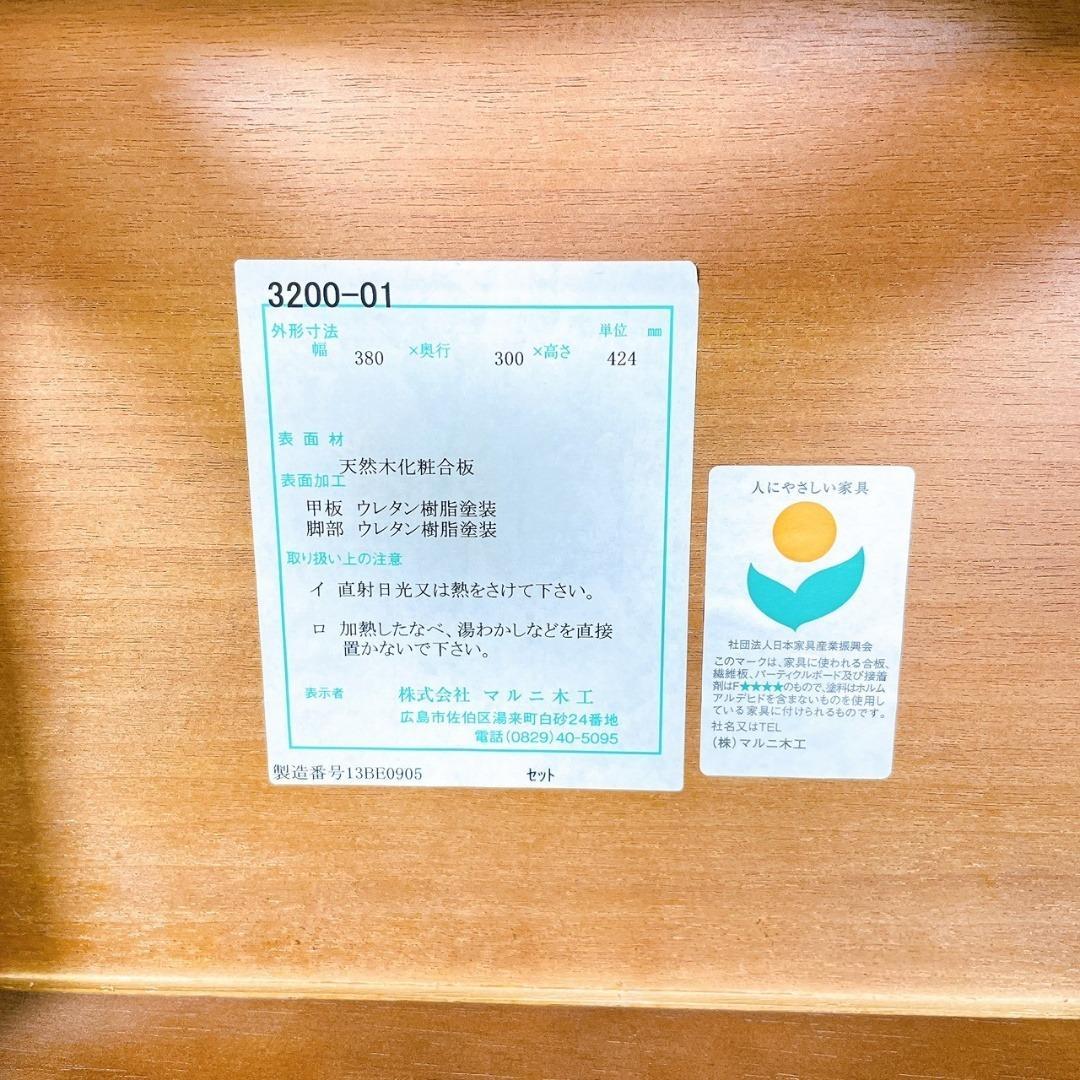 3200-01
外形寸法 単位 mm
幅 380 ×奥行 300 ×高さ 424
表面材
天然木化粧合板
表面加工
甲板 ウレタン樹脂塗装
脚部 ウレタン樹脂塗装
取り扱い上の注意
イ 直射日光又は熱をさけて下さい。
ロ 加熱したなべ、湯わかしなどを直接
置かないで下さい。
表示者 株式会社 マルニ木工
広島市佐伯区湯来町白砂24番地
電話(0829)40-5095
製造番号13BE0905 セット
人にやさしい家具
社団法人日本家具産業振興会
このマークは、家具に使われる合板、
繊維板、パーティクルボード及び接着
剤はF★★★★のもので、塗料はホルム
アルデヒドを含まないものを使用し
ている家具に付けられるものです。
社名又はTEL
(株)マルニ木工